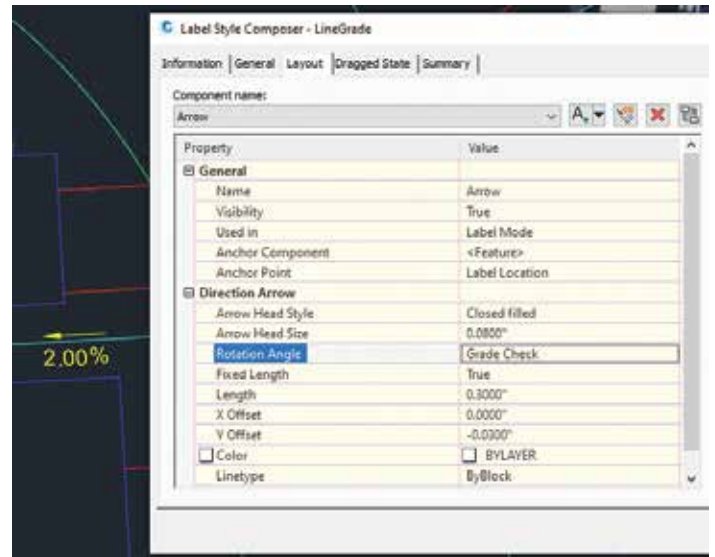 Label Style Composer - LineGrade
Information General Layout Dragged State Summary
Component name:
Arrow
Property Value
General
Name Arrow
Visibility True
Used in Label Mode
Anchor Component <Feature>
Anchor Point Label Location
Direction Arrow
Arrow Head Style Closed filled
Arrow Head Size 0.0800"
Rotation Angle Grade Check
Fixed Length True
Length 0.3000"
X Offset 0.0000"
Y Offset -0.0300"
Color BYLAYER
Linetype ByBlock
2.00%